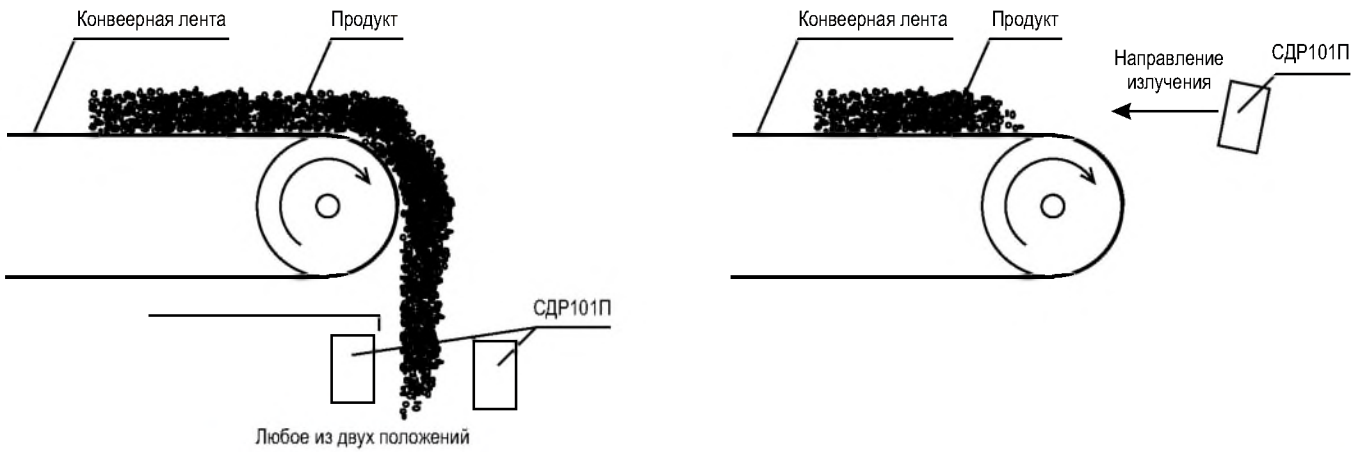 Конвеерная лента
Продукт
СДР101П
Любое из двух положений
Конвеерная лента
Продукт
Направление
излучения
СДР101П